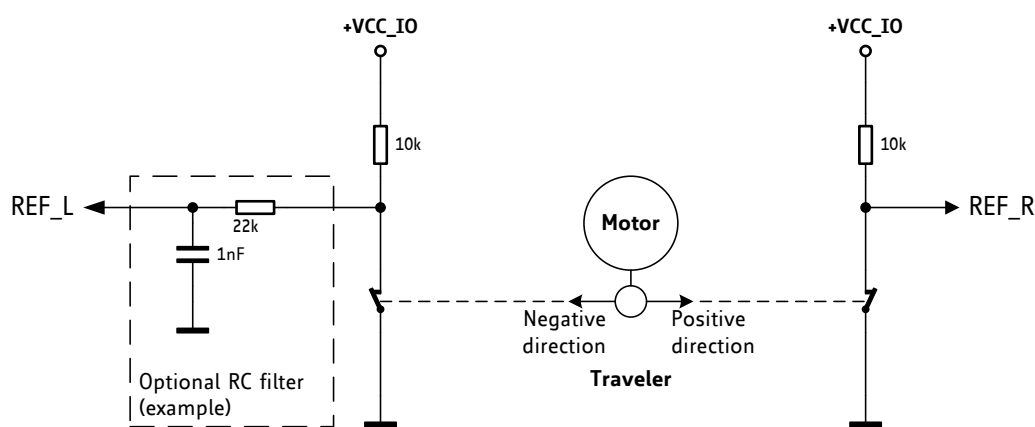 +VCC_IO
+VCC_IO
10k
10k
REF_L
22k
1nF
REF_R
Motor
Negative
direction
Positive
direction
Traveler
Optional RC filter
(example)